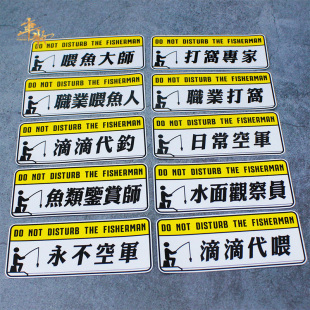 DO NOT DISTURB THE FISHERMAN
喂魚大師
DO NOT DISTURB THE FISHERMAN
打窩專家
DO NOT DISTURB THE FISHERMAN
職業喂魚人
DO NOT DISTURB THE FISHERMAN
職業打窩
DO NOT DISTURB THE FISHERMAN
滴滴代釣
DO NOT DISTURB THE FISHERMAN
日常空軍
DO NOT DISTURB THE FISHERMAN
魚類鑒賞師
DO NOT DISTURB THE FISHERMAN
水面觀察員
DO NOT DISTURB THE FISHERMAN
永不空軍
DO NOT DISTURB THE FISHERMAN
滴滴代喂